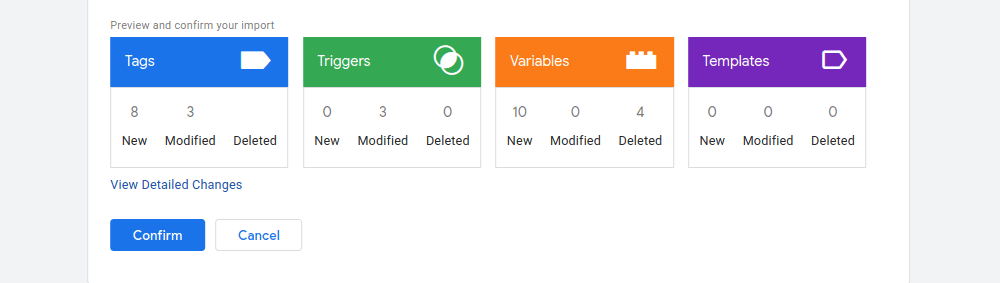 Preview and confirm your import
Tags Triggers Variables Templates
8 3 0 3 0 10 0 4 0 0 0
New Modified Deleted New Modified Deleted New Modified Deleted New Modified Deleted
View Detailed Changes
Confirm Cancel